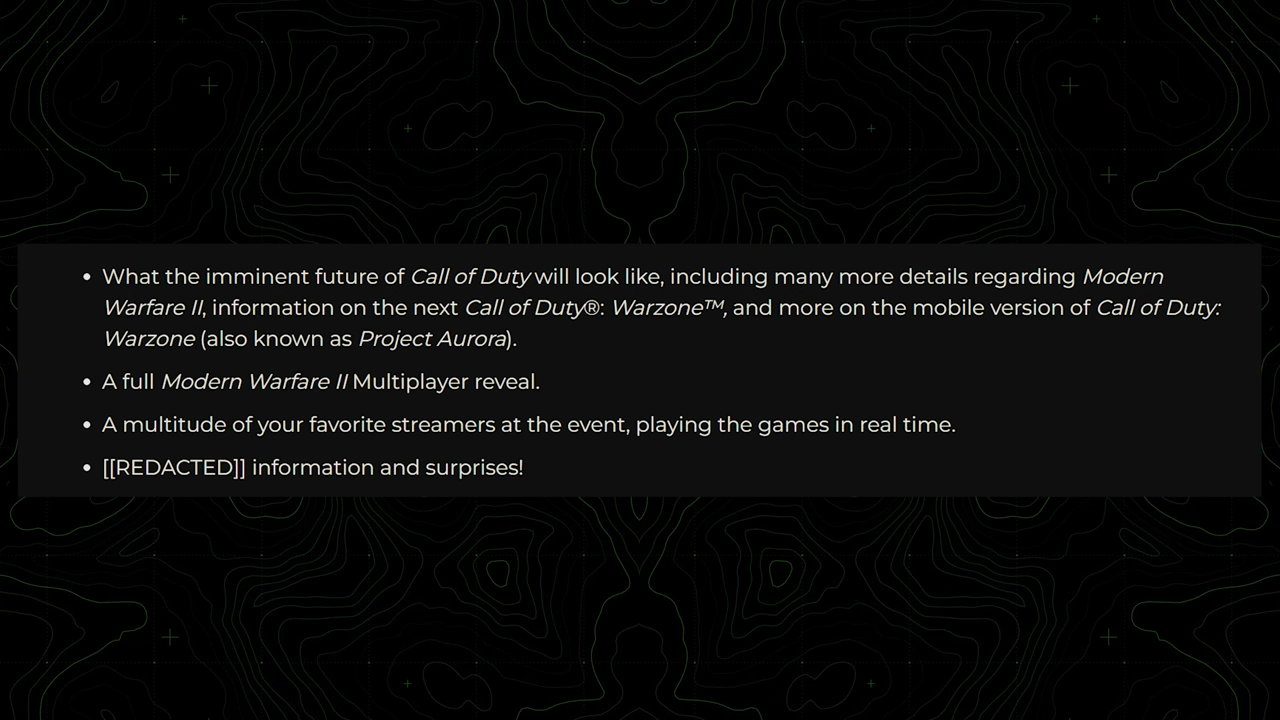 • What the imminent future of Call of Duty will look like, including many more details regarding Modern
Warfare II, information on the next Call of Duty®: Warzone™, and more on the mobile version of Call of Duty:
Warzone (also known as Project Aurora).
• A full Modern Warfare II Multiplayer reveal.
• A multitude of your favorite streamers at the event, playing the games in real time.
• [[REDACTED]] information and surprises!